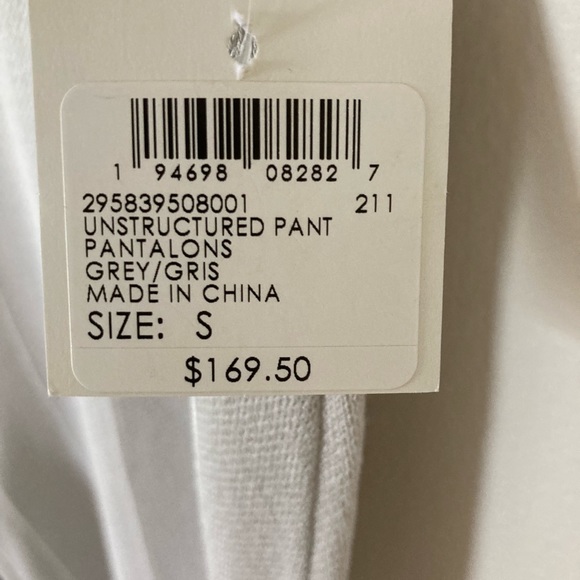 1 94698 08282 7
295839508001 211
UNSTRUCTURED PANT
PANTALONS
GREY/GRIS
MADE IN CHINA
SIZE: S
$169.50